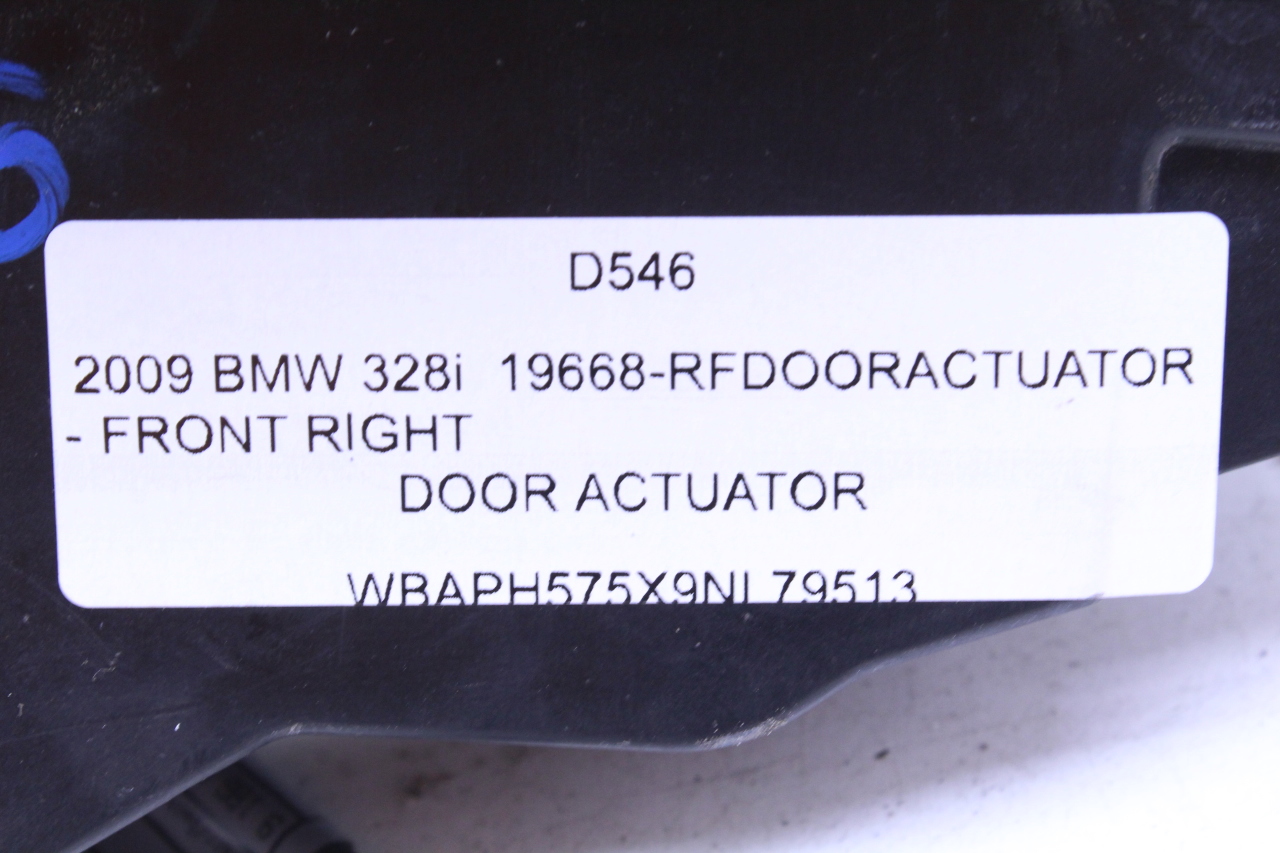 D546
2009 BMW 328i 19668-RFDOORACTUATOR
- FRONT RIGHT
DOOR ACTUATOR
WBAPH575X9NL79513